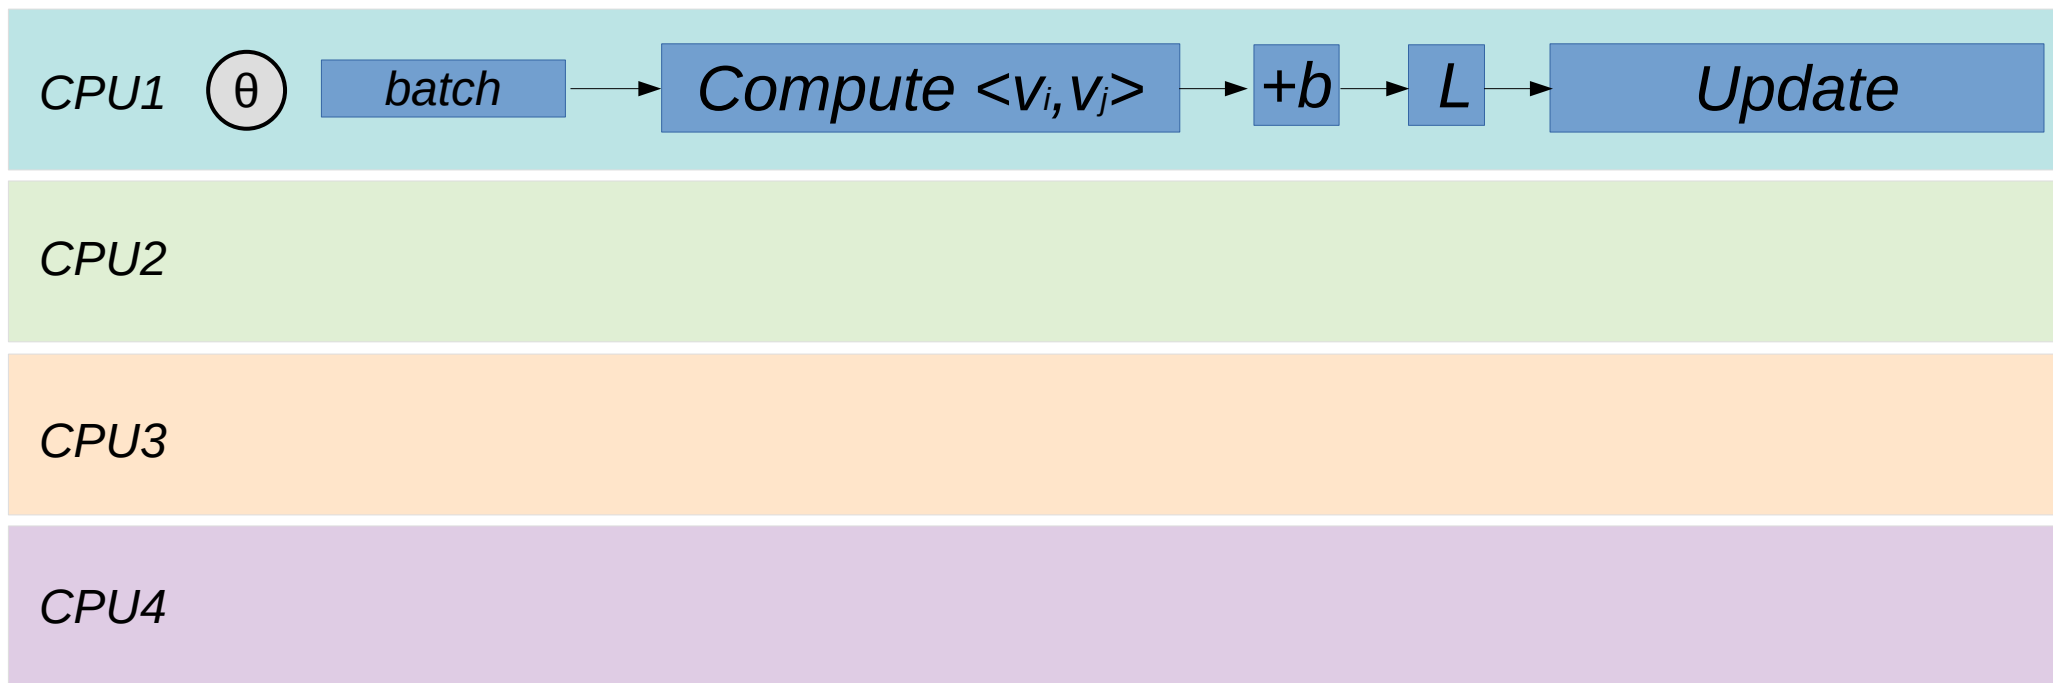 CPU1 θ batch Compute <vi,vj> +b L Update
CPU2
CPU3
CPU4